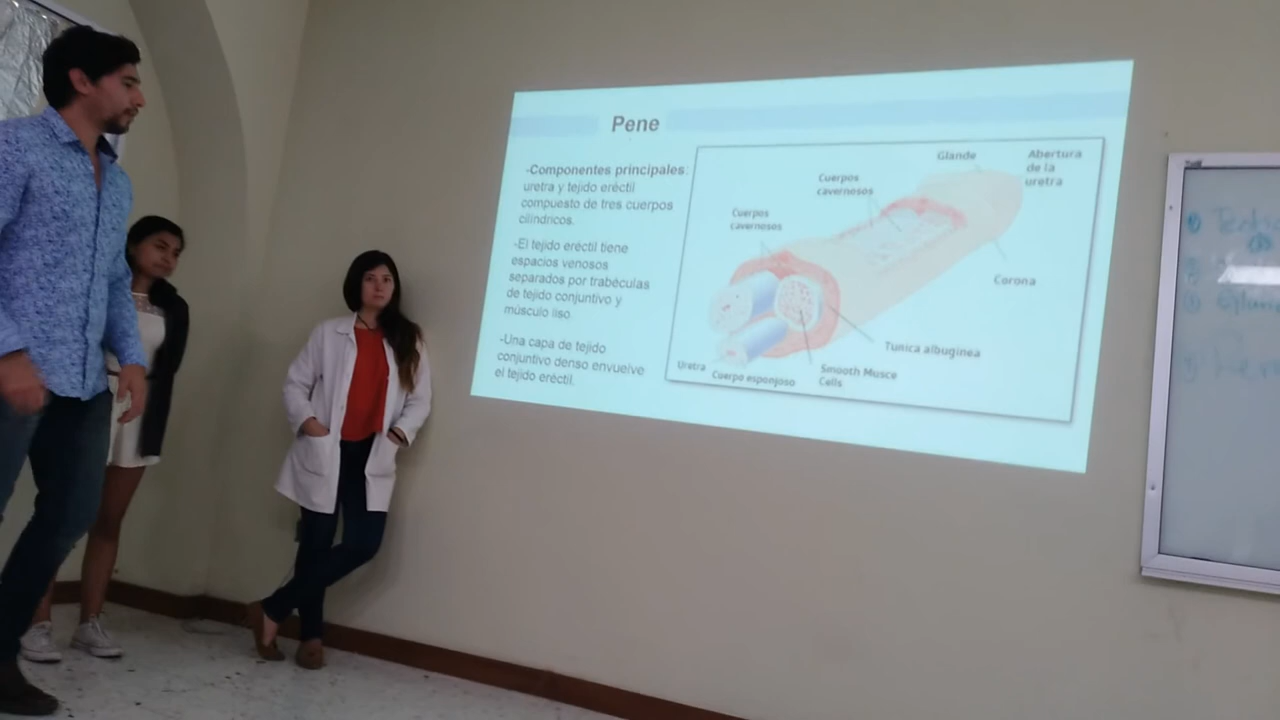 Pene
-Componentes principales:
uretra y tejido eréctil
compuesto de tres cuerpos
cilíndricos.
-El tejido eréctil tiene
espacios venosos
separados por trabéculas
de tejido conjuntivo y
músculo liso.
-Una capa de tejido
conjuntivo denso envuelve
el tejido eréctil.
Glande
Abertura
de la
uretra
Cuerpos
cavernosos
Cuerpos
cavernosos
Corona
Tunica albuginea
Smooth Musce
Cells
Uretra
Cuerpo esponjoso